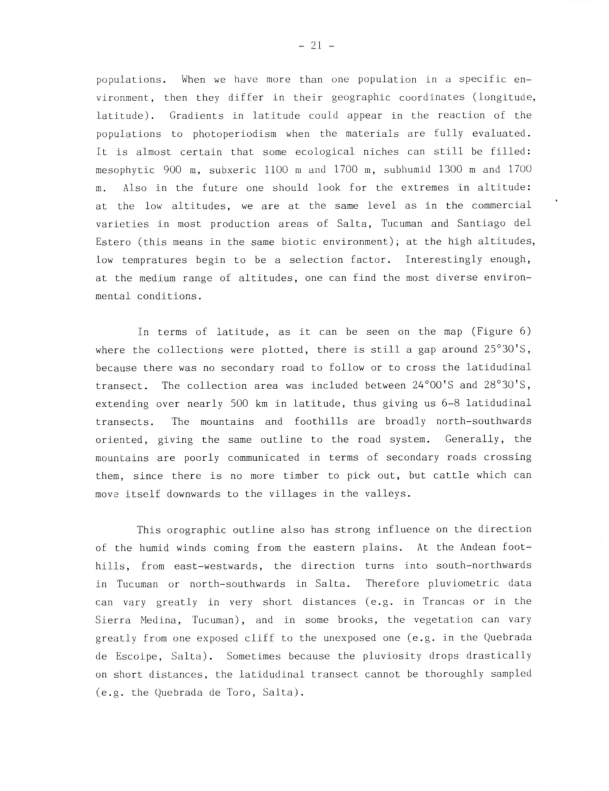 - 21 -
populations. When we have more than one population in a specific en-
vironment, then they differ in their geographic coordinates (longitude,
latitude). Gradients in latitude could appear in the reaction of the
populations to photoperiodism when the materials are fully evaluated.
It is almost certain that some ecological niches can still be filled:
mesophytic 900 m, subxeric 1100 m and 1700 m, subhumid 1300 m and 1700
m. Also in the future one should look for the extremes in altitude:
at the low altitudes, we are at the same level as in the commercial
varieties in most production areas of Salta, Tucuman and Santiago del
Estero (this means in the same biotic environment); at the high altitudes,
low tempratures begin to be a selection factor. Interestingly enough,
at the medium range of altitudes, one can find the most diverse environ-
mental conditions.
In terms of latitude, as it can be seen on the map (Figure 6)
where the collections were plotted, there is still a gap around 25°30'S,
because there was no secondary road to follow or to cross the latidudinal
transect. The collection area was included between 24°00'S and 28°30'S,
extending over nearly 500 km in latitude, thus giving us 6-8 latidudinal
transects. The mountains and foothills are broadly north-southwards
oriented, giving the same outline to the road system. Generally, the
mountains are poorly communicated in terms of secondary roads crossing
them, since there is no more timber to pick out, but cattle which can
move itself downwards to the villages in the valleys.
This orographic outline also has strong influence on the direction
of the humid winds coming from the eastern plains. At the Andean foot-
hills, from east-westwards, the direction turns into south-northwards
in Tucuman or north-southwards in Salta. Therefore pluviometric data
can vary greatly in very short distances (e.g. in Trancas or in the
Sierra Medina, Tucuman), and in some brooks, the vegetation can vary
greatly from one exposed cliff to the unexposed one (e.g. in the Quebrada
de Escoipe, Salta). Sometimes because the pluviosity drops drastically
on short distances, the latidudinal transect cannot be thoroughly sampled
(e.g. the Quebrada de Toro, Salta).